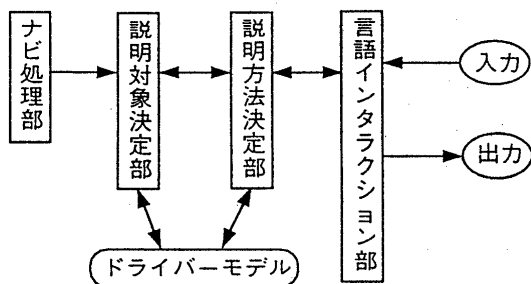 ナビ処理部
説明対象決定部
説明方法決定部
言語インタラクション部
入力
出力
ドライバーモデル